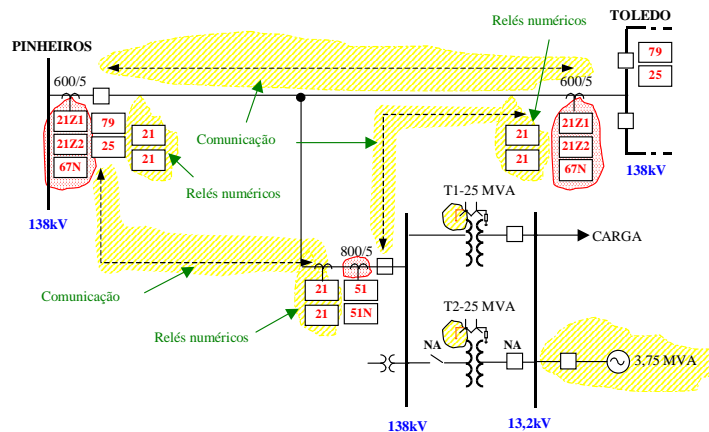 Relés numéricos
TOLEDO
PINHEIROS
79
25
600/5
600/5
21Z1
79
21Z2
25
67N
21
21
Comunicação
21
21
21Z1
21Z2
67N
Relés numéricos
138kV
138kV
T1-25 MVA
CARGA
800/5
Comunicação
21
51
21
51N
Relés numéricos
T2-25 MVA
NA
NA
3,75 MVA
138kV
13,2kV